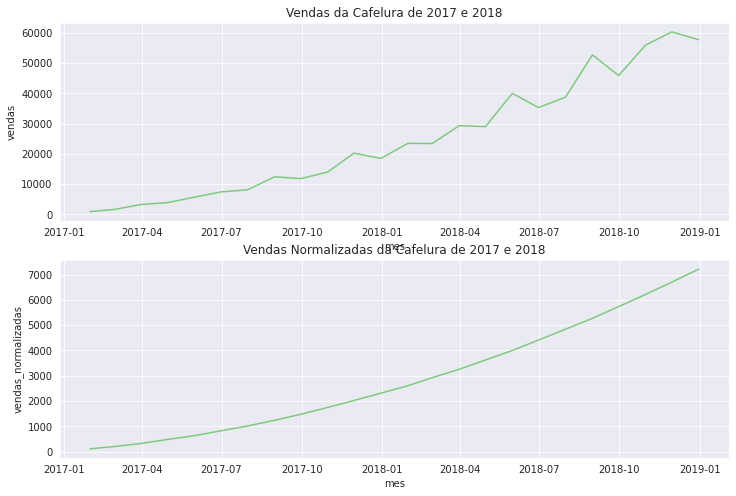 Vendas da Cafelura de 2017 e 2018
60000
50000
40000
30000
20000
10000
0
vendas
2017-01 2017-04 2017-07 2017-10 2018-01 2018-04 2018-07 2018-10 2019-01
mes
Vendas Normalizadas da Cafelura de 2017 e 2018
7000
6000
5000
4000
3000
2000
1000
0
vendas_normalizadas
2017-01 2017-04 2017-07 2017-10 2018-01 2018-04 2018-07 2018-10 2019-01
mes